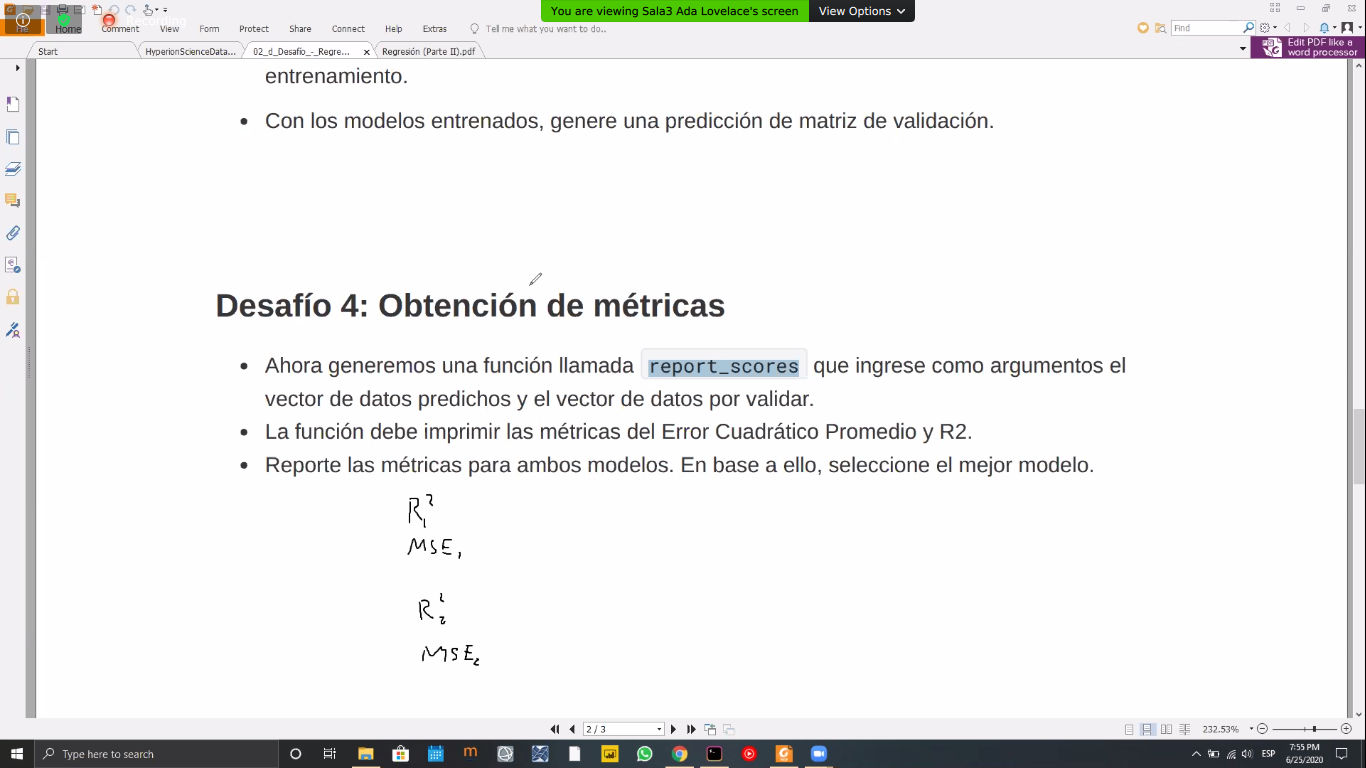 Recording
You are viewing Sala3 Ada Lovelace's screen
View Options
File Home Comment View Form Protect Share Connect Help Extras Tell me what you want to do..
Find
Start
HyperionScienceData...
02_d_Desafío_-_Regre...
Regresión (Parte II).pdf
Edit PDF like a
word processor
entrenamiento.
• Con los modelos entrenados, genere una predicción de matriz de validación.
Desafío 4: Obtención de métricas
• Ahora generemos una función llamada report_scores que ingrese como argumentos el
vector de datos predichos y el vector de datos por validar.
• La función debe imprimir las métricas del Error Cuadrático Promedio y R2.
• Reporte las métricas para ambos modelos. En base a ello, seleccione el mejor modelo.
R₁²
MSE₁
R₂²
MSE₂
2 / 3
232.53%
Type here to search
ESP
7:55 PM
6/25/2020